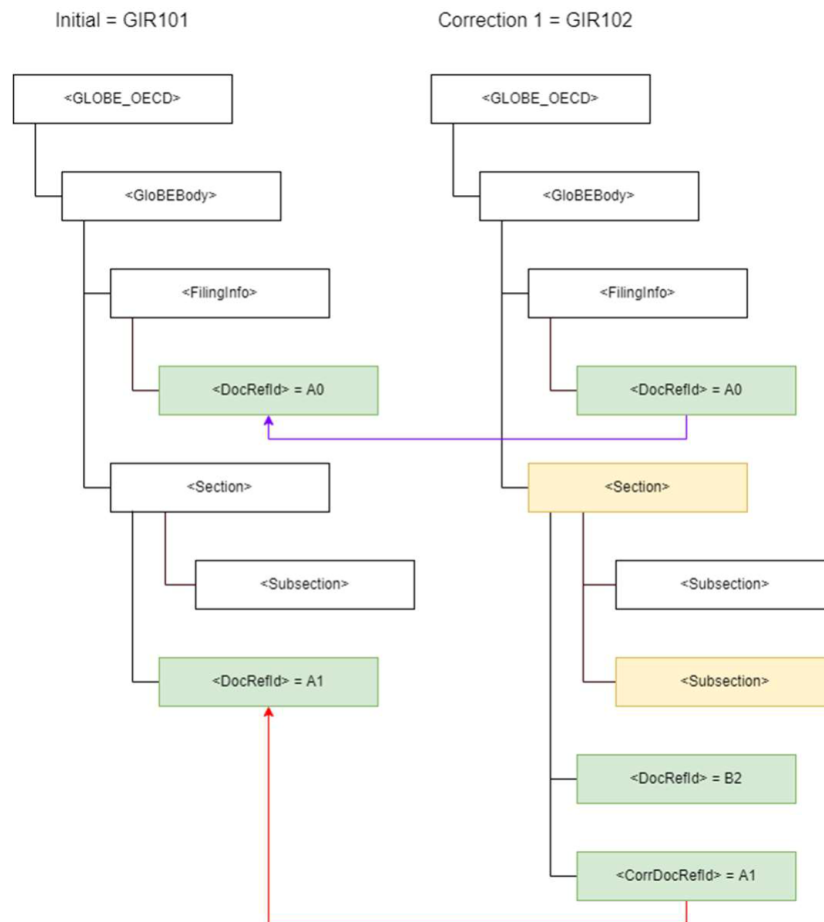 Initial = GIR101
Correction 1 = GIR102
<GLOBE_OECD>
<GLOBE_OECD>
<GloBEBody>
<GloBEBody>
<FilingInfo>
<FilingInfo>
<DocRefId> = A0
<DocRefId> = A0
<Section>
<Section>
<Subsection>
<Subsection>
<DocRefId> = A1
<Subsection>
<DocRefId> = B2
<CorrDocRefId> = A1